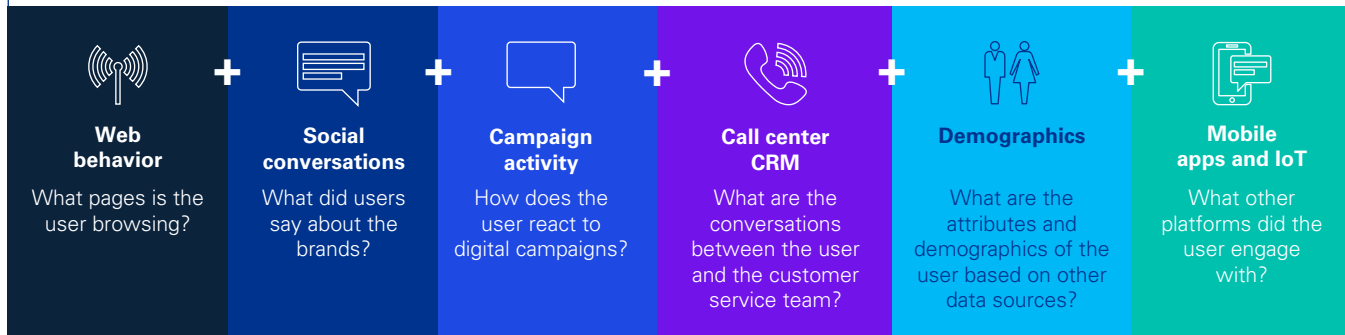 Web
behavior
What pages is the
user browsing?
Social
conversations
What did users
say about the
brands?
Campaign
activity
How does the
user react to
digital campaigns?
Call center
CRM
What are the
conversations
between the user
and the customer
service team?
Demographics
What are the
attributes and
demographics of the
user based on other
data sources?
Mobile
apps and IoT
What other
platforms did the
user engage
with?